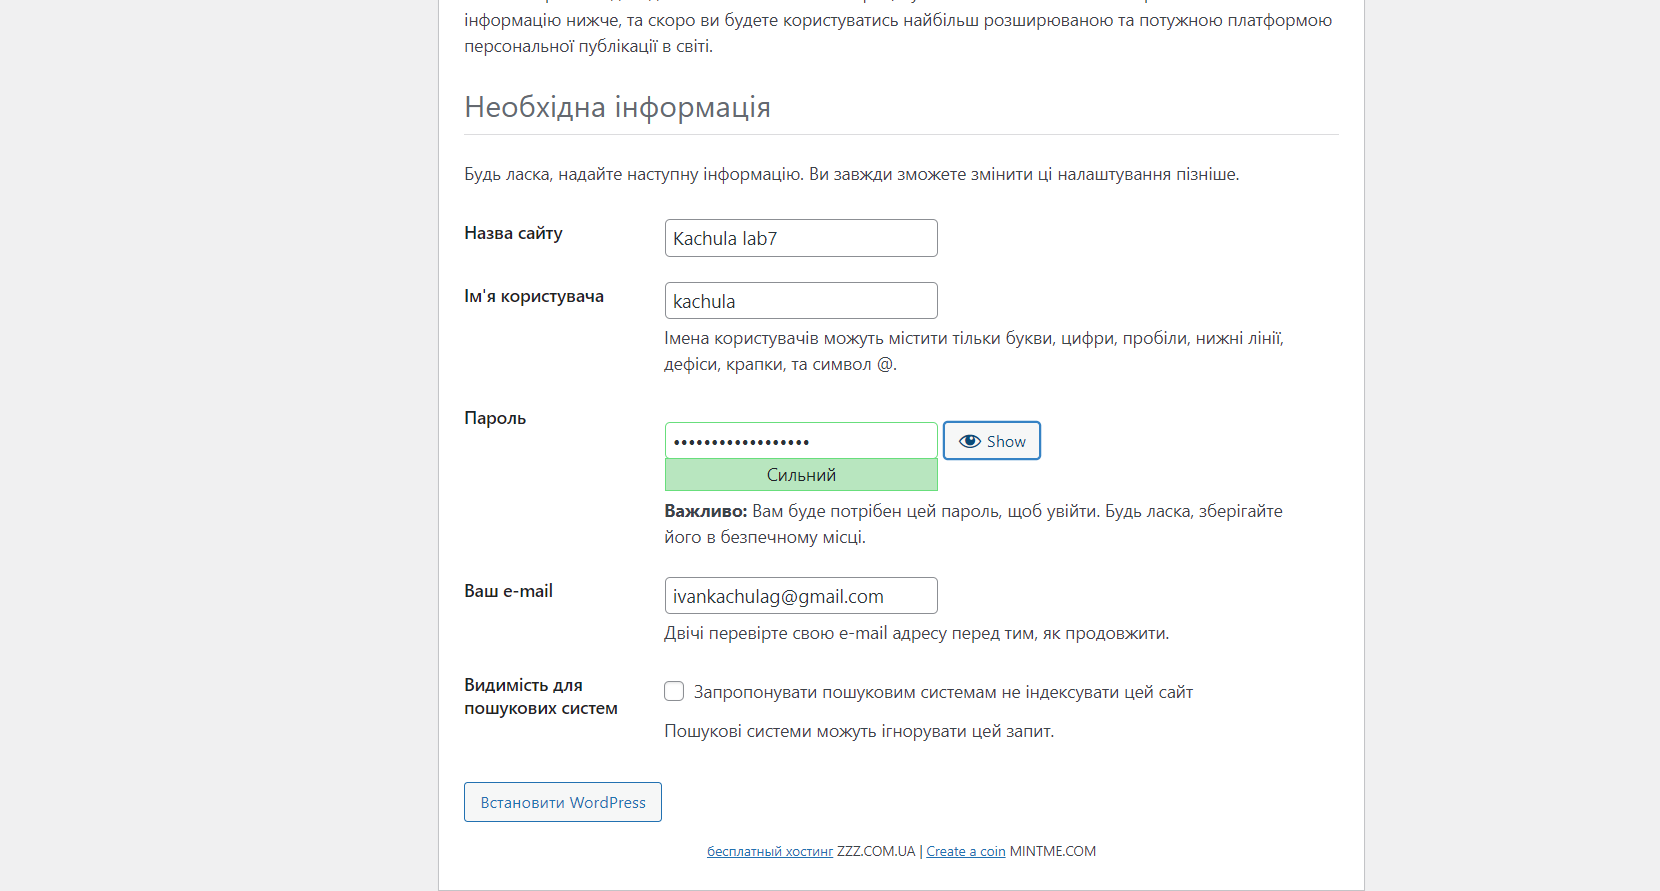 інформацію нижче, та скоро ви будете користуватись найбільш розширюваною та потужною платформою
персональної публікації в світі.
Необхідна інформація
Будь ласка, надайте наступну інформацію. Ви завжди зможете змінити ці налаштування пізніше.
Назва сайту
Kachula lab7
Ім'я користувача
kachula
Імена користувачів можуть містити тільки букви, цифри, пробіли, нижні лінії,
дефіси, крапки, та символ @.
Пароль
••••••••••••••••••
Show
Сильний
Важливо: Вам буде потрібен цей пароль, щоб увійти. Будь ласка, зберігайте
його в безпечному місці.
Ваш e-mail
ivankachulag@gmail.com
Двічі перевірте свою e-mail адресу перед тим, як продовжити.
Видимість для
пошукових систем
Запропонувати пошуковим системам не індексувати цей сайт
Пошукові системи можуть ігнорувати цей запит.
Встановити WordPress
бесплатный хостинг ZZZ.COM.UA | Create a coin MINTME.COM